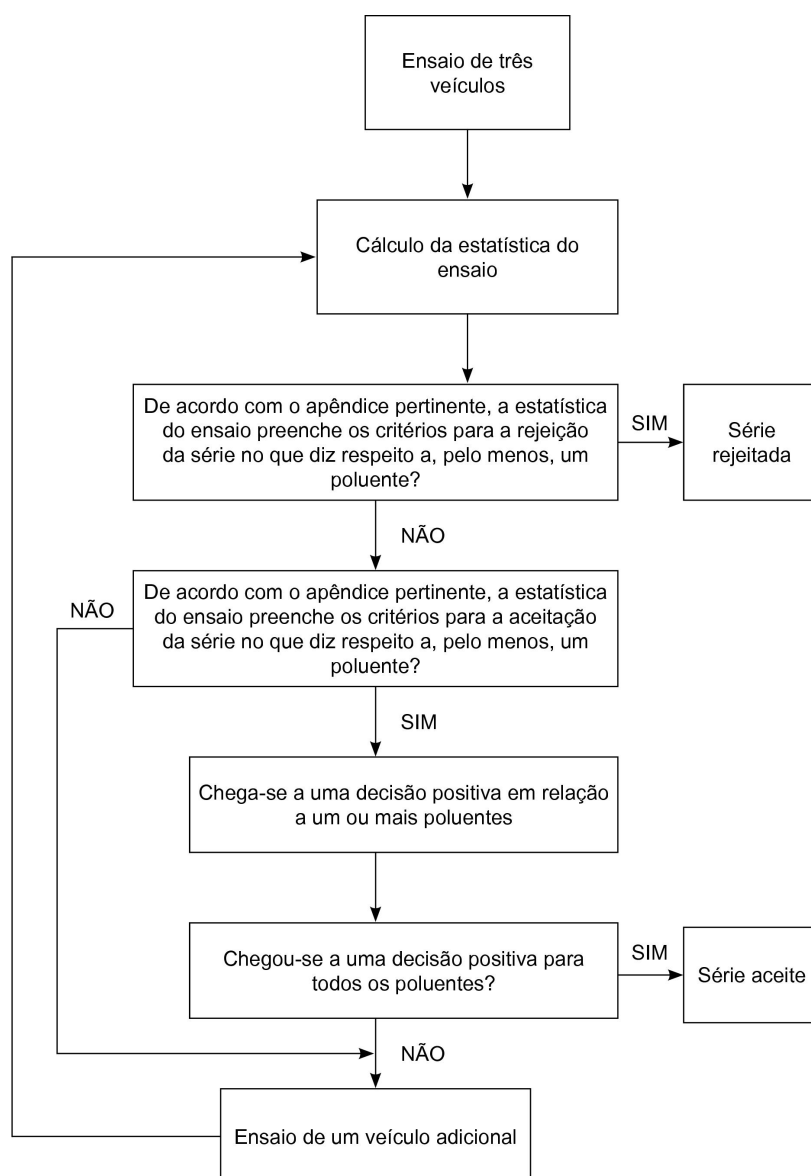 Ensaio de três
veículos
Cálculo da estatística do
ensaio
De acordo com o apêndice pertinente, a estatística
do ensaio preenche os critérios para a rejeição
da série no que diz respeito a, pelo menos, um
poluente?
SIM
Série
rejeitada
NÃO
De acordo com o apêndice pertinente, a estatística
do ensaio preenche os critérios para a aceitação
da série no que diz respeito a, pelo menos, um
poluente?
NÃO
SIM
Chega-se a uma decisão positiva em relação
a um ou mais poluentes
Chegou-se a uma decisão positiva para
todos os poluentes?
SIM
Série aceite
NÃO
Ensaio de um veículo adicional